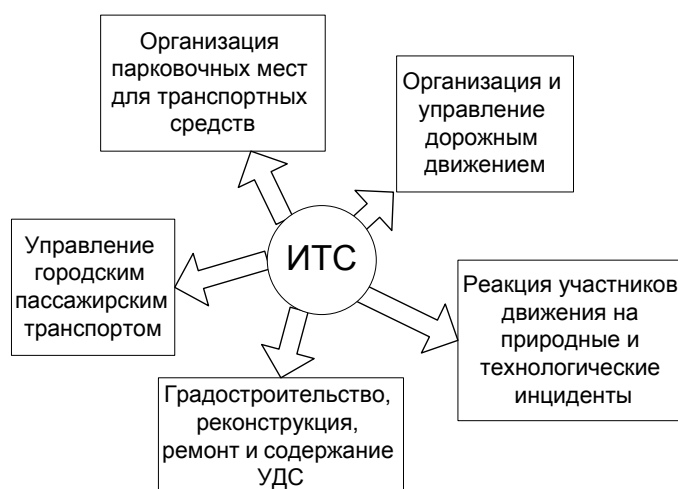 Организация
парковочных мест
для транспортных
средств
Организация и
управление
дорожным
движением
ИТС
Управление
городским
пассажирским
транспортом
Реакция участников
движения на
природные и
технологические
инциденты
Градостроительство,
реконструкция,
ремонт и содержание
УДС